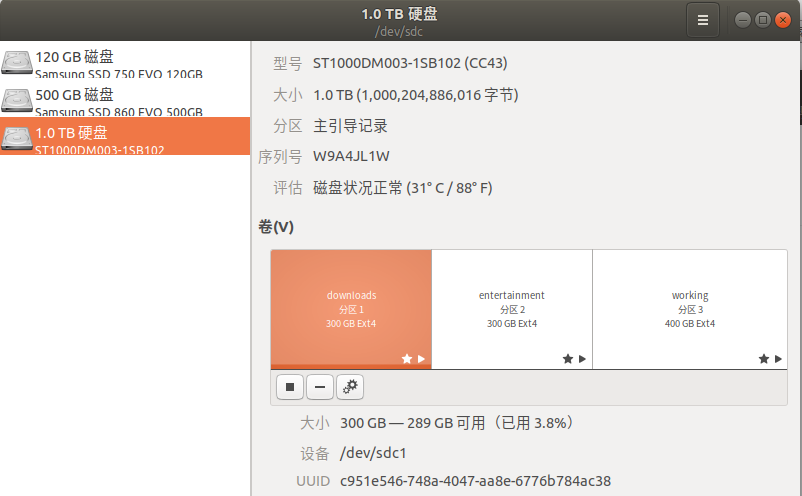 1.0 TB 硬盘
/dev/sdc
120 GB 磁盘
Samsung SSD 750 EVO 120GB
500 GB 磁盘
Samsung SSD 860 EVO 500GB
1.0 TB 硬盘
ST1000DM003-1SB102
型号 ST1000DM003-1SB102 (CC43)
大小 1.0 TB (1,000,204,886,016 字节)
分区 主引导记录
序列号 W9A4JL1W
评估 磁盘状况正常 (31° C / 88° F)
卷(V)
downloads
分区 1
300 GB Ext4
entertainment
分区 2
300 GB Ext4
working
分区 3
400 GB Ext4
大小 300 GB — 289 GB 可用（已用 3.8%）
设备 /dev/sdc1
UUID c951e546-748a-4047-aa8e-6776b784ac38